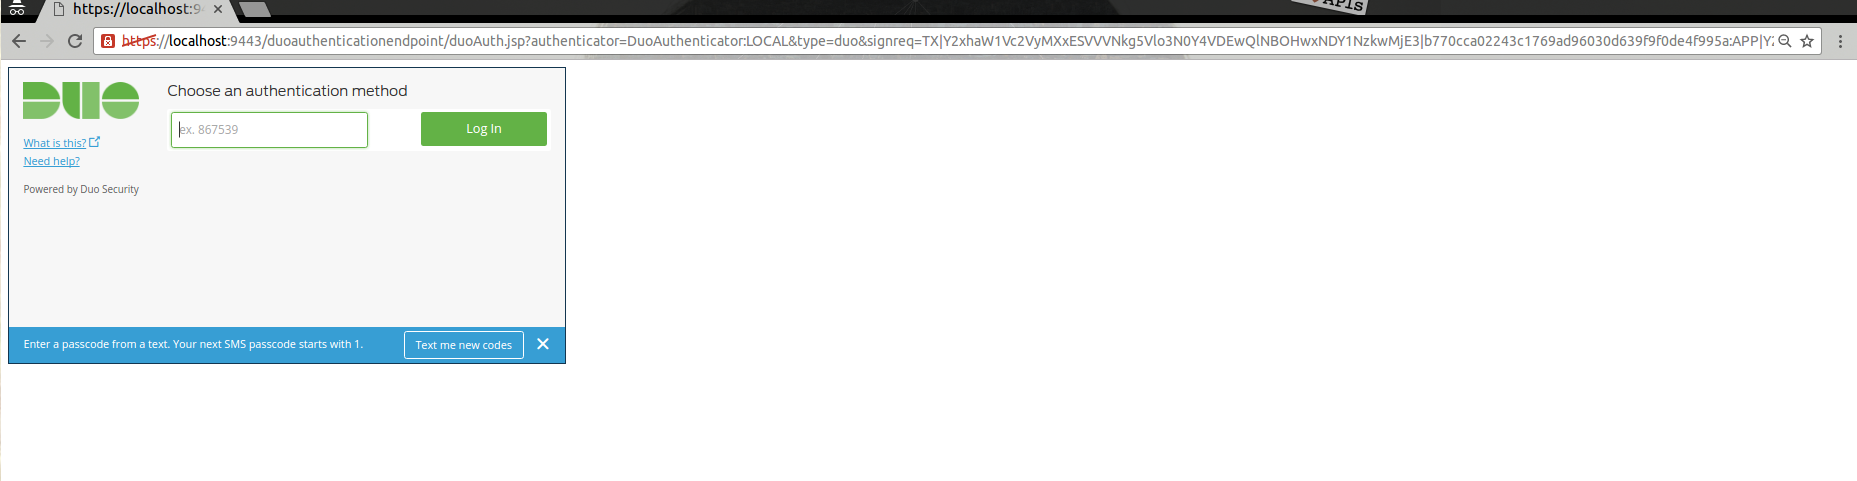 APIs
https://localhost:9
https://localhost:9443/duoauthenticationendpoint/duoAuth.jsp?authenticator=DuoAuthenticator:LOCAL&type=duo&signreq=TX|Y2xhaW1Vc2VyMXxESVVVNkg5Vlo3N0Y4VDEwQlNBOHwxNDY1NzkwMjE3|b770cca02243c1769ad96030d639f9f0de4f995a:APP|Y2
DUO
Choose an authentication method
ex. 867539
Log In
What is this?
Need help?
Powered by Duo Security
Enter a passcode from a text. Your next SMS passcode starts with 1.
Text me new codes